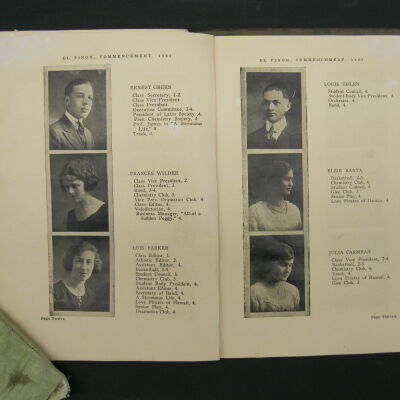 EL PINON, COMMENCEMENT,
ERNEST GREEN
Class Secretary, 1-2
Class Vice President
Class President
Executive Committee, 3-4
President of Latin Society, 4
Pres. Chemistry Society, 4
Prof. James in "A Strenuous
Life," 4
Track, 3.
FRANCES WILDER
Class Vice President, 2.
Class President, 3.
Band, 3-4.
Chemistry Club, 3
Vice Pres. Dramatics Club, 4
Class Editor, 4.
Valedictorian, 4.
Business Manager, "All-of a
Sudden Peggy," 4.
LOIS PARKER
Class Editor, 1.
Athletic Editor, 2.
Assistant Editor, 4.
Basketball, 3-4.
Student Council, 3.
Chemistry Club, 4.
Student Body President, 4.
Assistant Editor, 4.
Secretary of Band, 4.
A Strenuous Life, 4.
Love Pirates of Hawaii, 4.
Senior Play, 4.
Dramatics Club, 4.
Page Twelve
EL PINON, COMMENCEMENT,
LOUIS
Student Council, 4.
Student Body Vice President, 4.
Orchestra, 4.
Band, 4.
ELSIE
Basketball, 2-3.
Chemistry Club, 4.
Student Council, 4.
Glee Club, 3.
Senior Play, 4.
Love Pirates of Hawaii, 4.
JULIA CARMEAN
Class Vice President, 2-4
Basketball, 2-3.
Chemistry Club, 4.
Track, 4.
Love Pirates of Hawaii, 4.
Glee Club, 3.
Page Thirteen